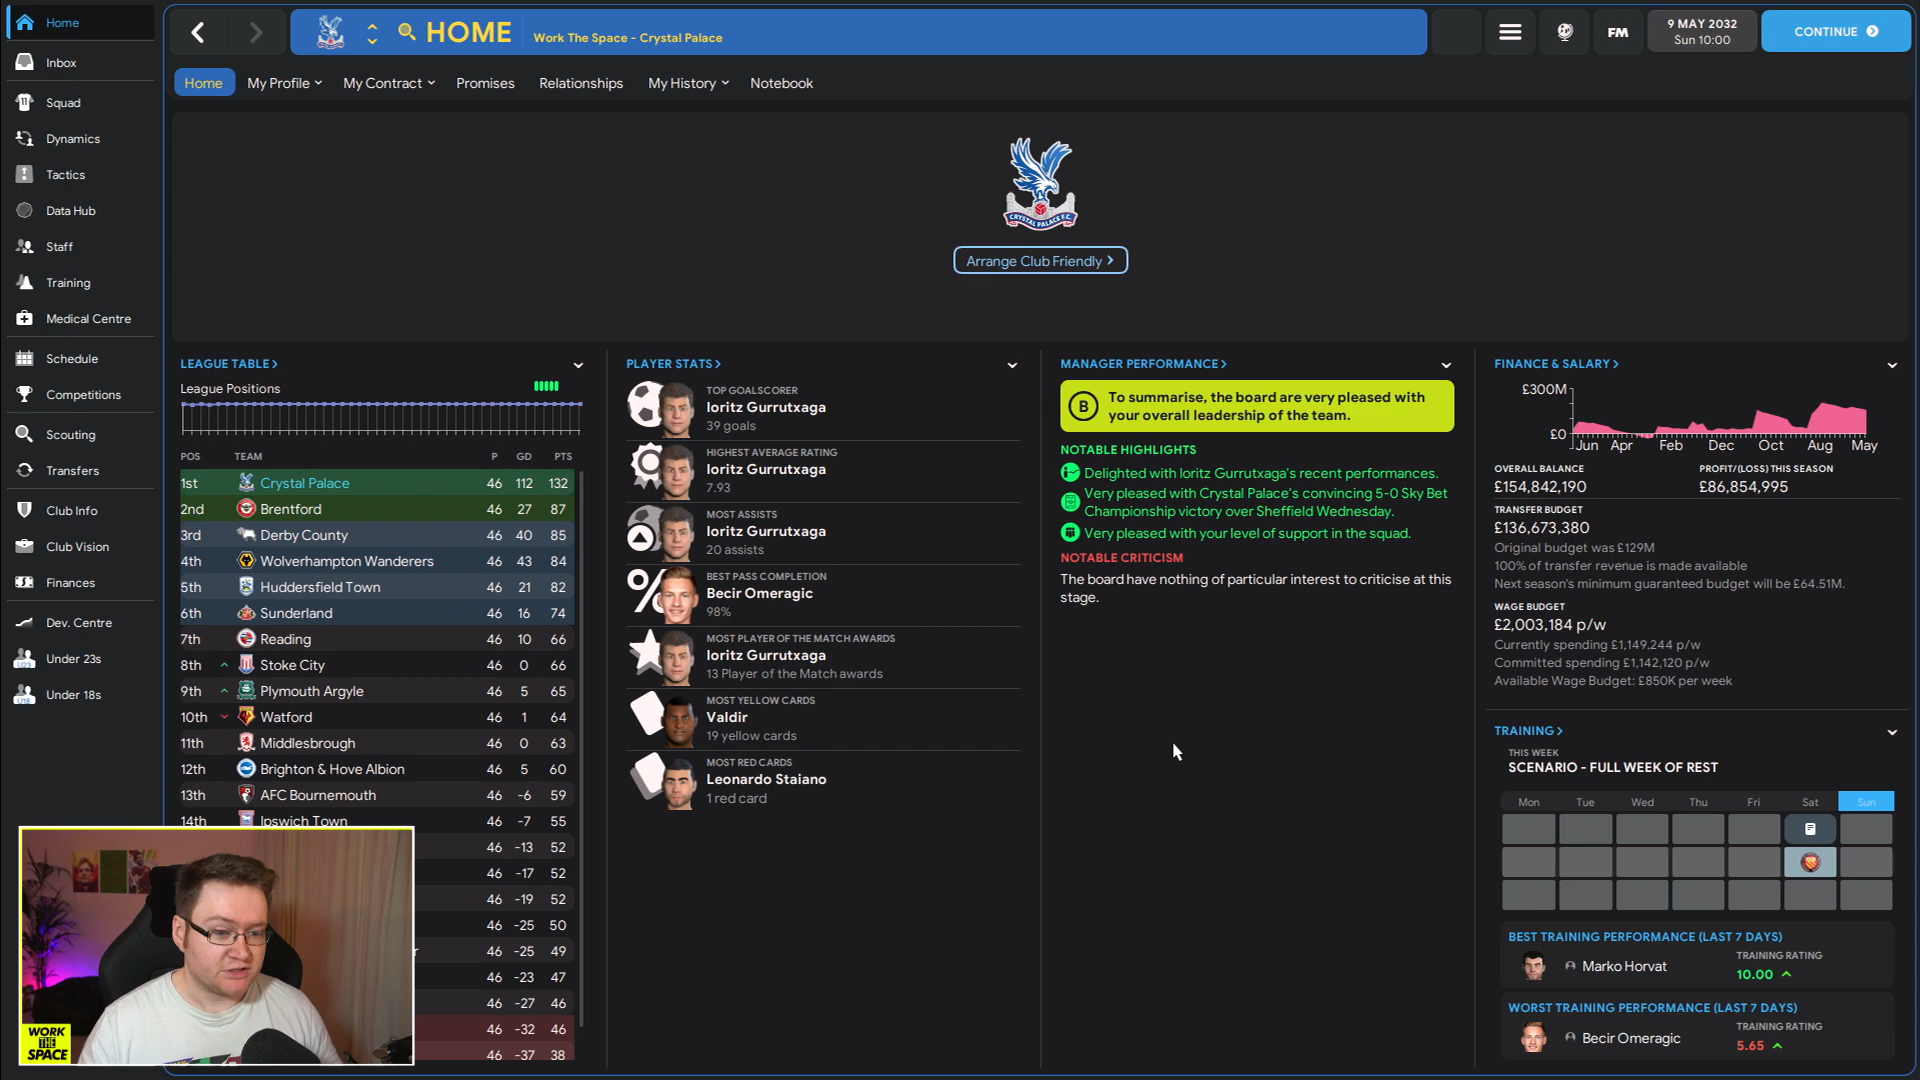 Home
Inbox
Squad
Dynamics
Tactics
Data Hub
Staff
Training
Medical Centre
Schedule
Competitions
Scouting
Transfers
Club Info
Club Vision
Finances
Dev. Centre
Under 23s
Under 18s
HOME
Work The Space - Crystal Palace
FM
9 MAY 2032
Sun 10:00
CONTINUE
Home
My Profile
My Contract
Promises
Relationships
My History
Notebook
CRYSTAL PALACE F.C.
Arrange Club Friendly >
LEAGUE TABLE >
League Positions
POS TEAM P GD PTS
1st Crystal Palace 46 112 132
2nd Brentford 46 27 87
3rd Derby County 46 40 85
4th Wolverhampton Wanderers 46 43 84
5th Huddersfield Town 46 21 82
6th Sunderland 46 16 74
7th Reading 46 10 66
8th Stoke City 46 0 66
9th Plymouth Argyle 46 5 65
10th Watford 46 1 64
11th Middlesbrough 46 0 63
12th Brighton & Hove Albion 46 5 60
13th AFC Bournemouth 46 -6 59
14th Ipswich Town 46 -7 55
46 -13 52
46 -17 52
46 -19 52
46 -25 50
46 -25 49
46 -23 47
46 -27 46
46 -32 46
46 -37 38
WORK
THE
SPACE
PLAYER STATS >
TOP GOALSCORER
Ioritz Gurrutxaga
39 goals
HIGHEST AVERAGE RATING
Ioritz Gurrutxaga
7.93
MOST ASSISTS
Ioritz Gurrutxaga
20 assists
BEST PASS COMPLETION
Becir Omeragic
98%
MOST PLAYER OF THE MATCH AWARDS
Ioritz Gurrutxaga
13 Player of the Match awards
MOST YELLOW CARDS
Valdir
19 yellow cards
MOST RED CARDS
Leonardo Staiano
1 red card
MANAGER PERFORMANCE >
B
To summarise, the board are very pleased with
your overall leadership of the team.
NOTABLE HIGHLIGHTS
Delighted with Ioritz Gurrutxaga's recent performances.
Very pleased with Crystal Palace's convincing 5-0 Sky Bet
Championship victory over Sheffield Wednesday.
Very pleased with your level of support in the squad.
NOTABLE CRITICISM
The board have nothing of particular interest to criticise at this
stage.
FINANCE & SALARY >
£300M
£0
Jun Apr Feb Dec Oct Aug May
OVERALL BALANCE
£154,842,190
PROFIT/(LOSS) THIS SEASON
£86,854,995
TRANSFER BUDGET
£136,673,380
Original budget was £129M
100% of transfer revenue is made available
Next season's minimum guaranteed budget will be £64.51M.
WAGE BUDGET
£2,003,184 p/w
Currently spending £1,149,244 p/w
Committed spending £1,142,120 p/w
Available Wage Budget: £850K per week
TRAINING >
THIS WEEK
SCENARIO - FULL WEEK OF REST
Mon Tue Wed Thu Fri Sat Sun
BEST TRAINING PERFORMANCE (LAST 7 DAYS)
Marko Horvat
TRAINING RATING
10.00
WORST TRAINING PERFORMANCE (LAST 7 DAYS)
Becir Omeragic
TRAINING RATING
5.65